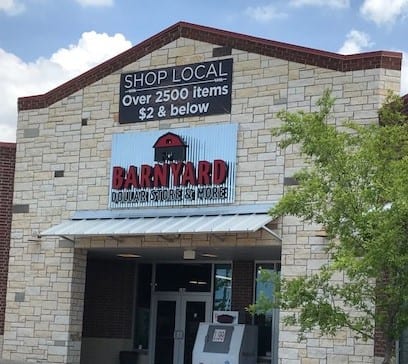 SHOP LOCAL
Over 2500 items
$2 & below
BARNYARD
DOLLAR STORE & MORE